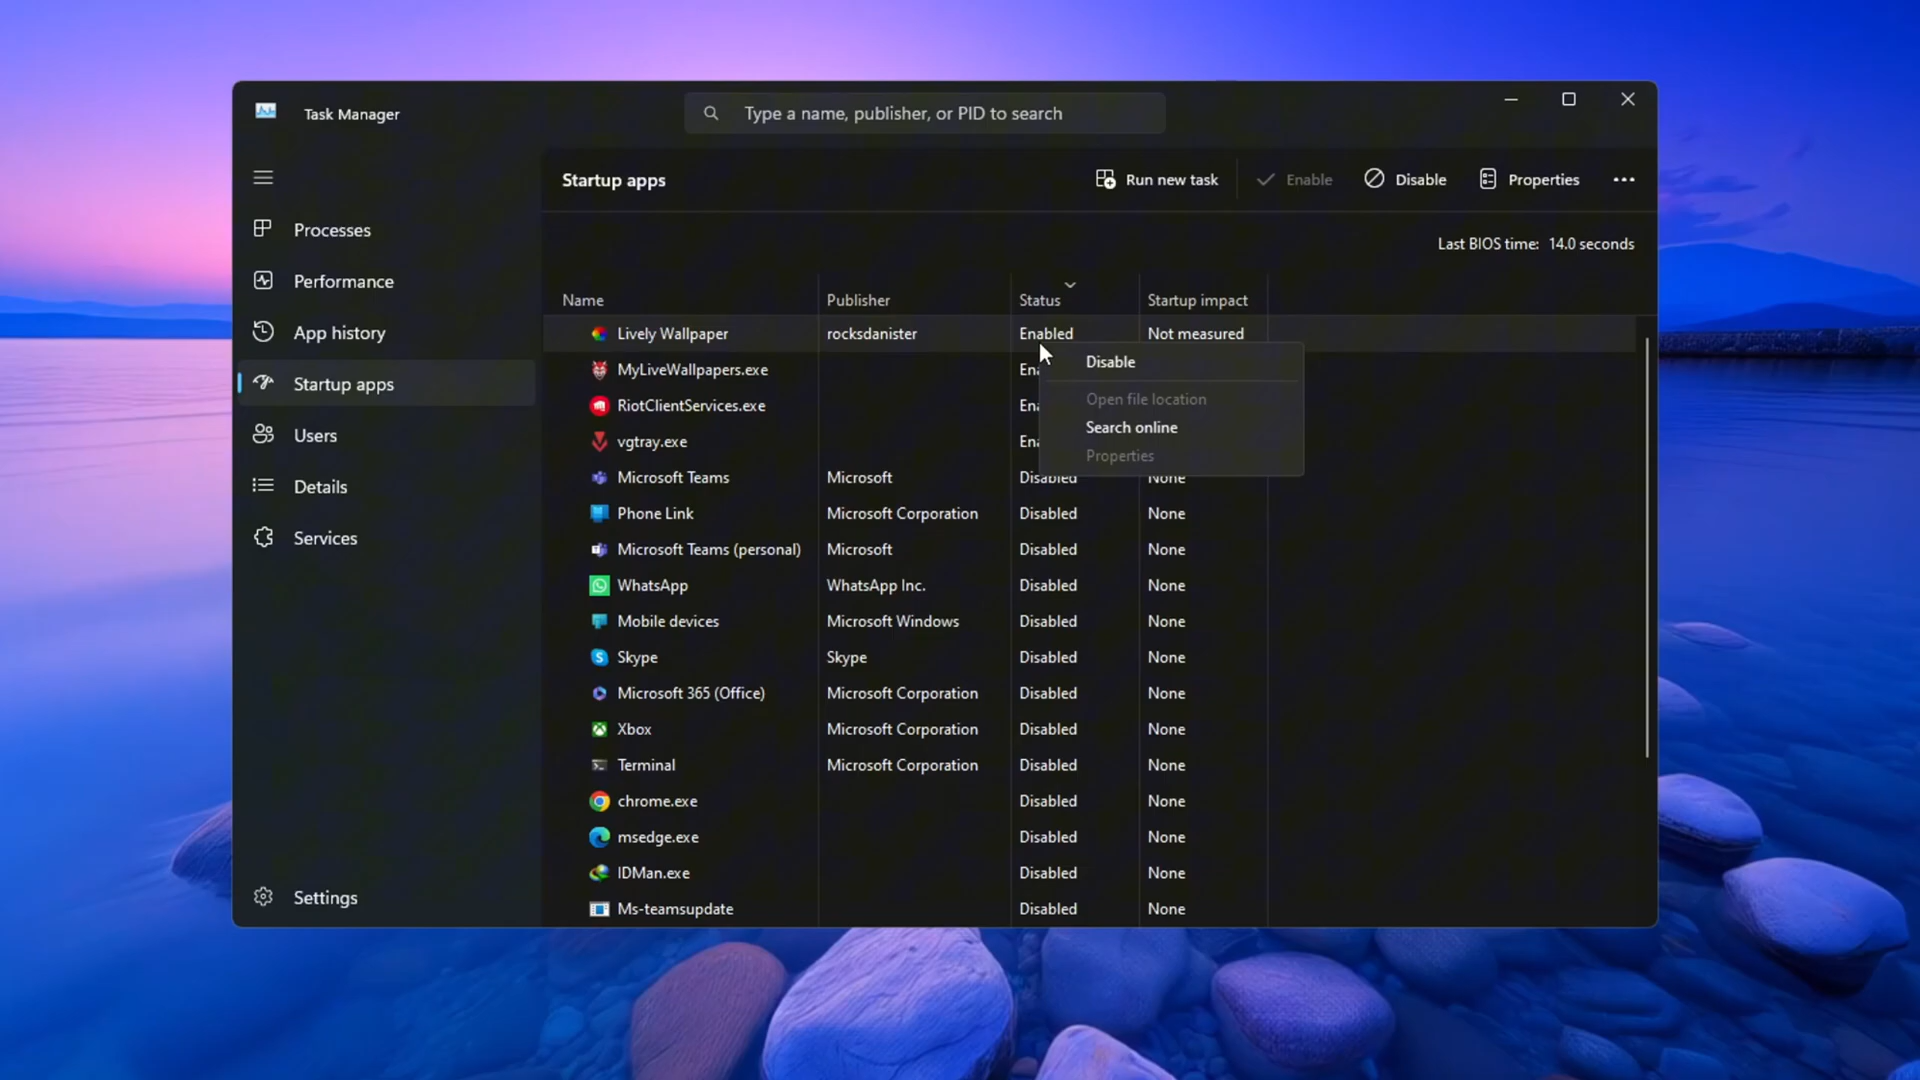 Task Manager
Type a name, publisher, or PID to search
Startup apps
Run new task
Enable
Disable
Properties
Last BIOS time: 14.0 seconds
Processes
Performance
App history
Startup apps
Users
Details
Services
Settings
Name Publisher Status Startup impact
Lively Wallpaper rocksdanister Enabled Not measured
MyLiveWallpapers.exe
RiotClientServices.exe
vgtray.exe
Disable
Open file location
Search online
Properties
Microsoft Teams Microsoft Disabled None
Phone Link Microsoft Corporation Disabled None
Microsoft Teams (personal) Microsoft Disabled None
WhatsApp WhatsApp Inc. Disabled None
Mobile devices Microsoft Windows Disabled None
Skype Skype Disabled None
Microsoft 365 (Office) Microsoft Corporation Disabled None
Xbox Microsoft Corporation Disabled None
Terminal Microsoft Corporation Disabled None
chrome.exe Disabled None
msedge.exe Disabled None
IDMan.exe Disabled None
Ms-teamsupdate Disabled None